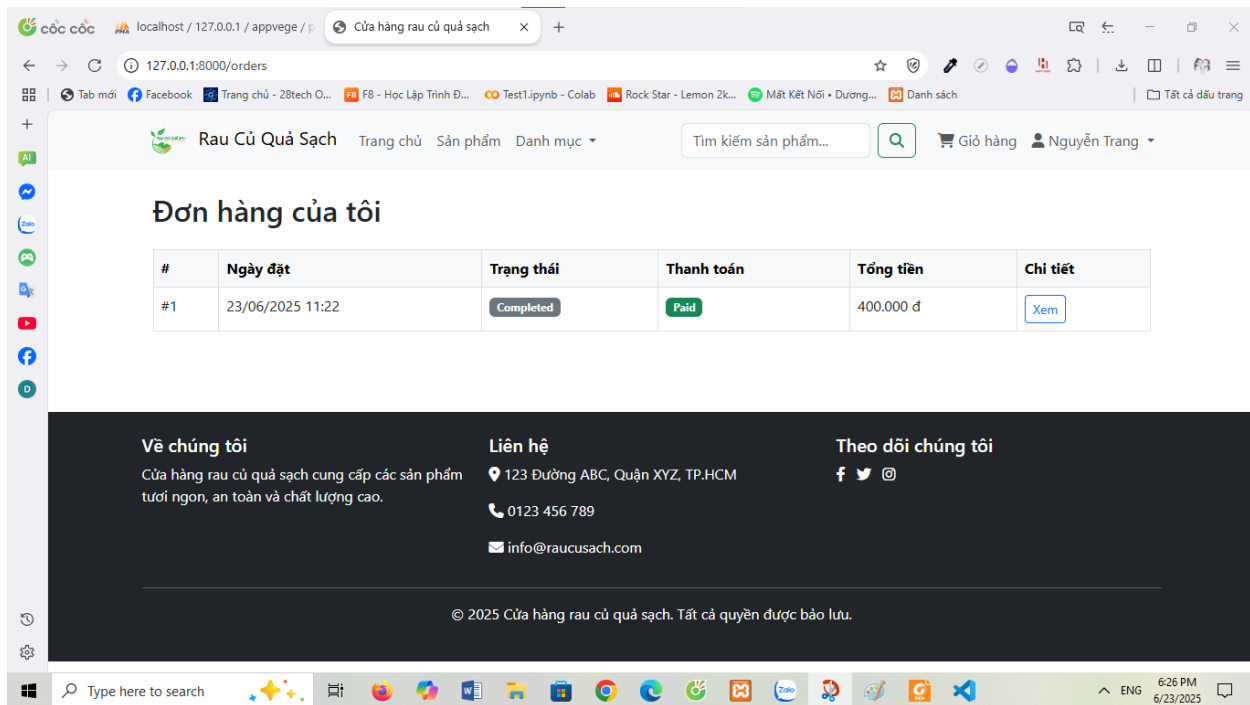 cốc cốc
localhost / 127.0.0.1 / appvege / p
Cửa hàng rau củ quả sạch
127.0.0.1:8000/orders
Tab mới
Facebook
Trang chủ - 28tech O...
F8 - Học Lập Trình Đ...
Test1.ipynb - Colab
Rock Star - Lemon 2k...
Mất Kết Nối • Dương...
Danh sách
Tất cả dấu trang
Rau Củ Quả Sạch
Trang chủ
Sản phẩm
Danh mục
Tìm kiếm sản phẩm...
Giỏ hàng
Nguyễn Trang
Đơn hàng của tôi
# Ngày đặt Trạng thái Thanh toán Tổng tiền Chi tiết
#1 23/06/2025 11:22 Completed Paid 400.000 đ Xem
Về chúng tôi
Cửa hàng rau củ quả sạch cung cấp các sản phẩm
tươi ngon, an toàn và chất lượng cao.
Liên hệ
123 Đường ABC, Quận XYZ, TP.HCM
0123 456 789
info@raucusach.com
Theo dõi chúng tôi
© 2025 Cửa hàng rau củ quả sạch. Tất cả quyền được bảo lưu.
AI
Zalo
D
Type here to search
Zalo
ENG
6:26 PM
6/23/2025